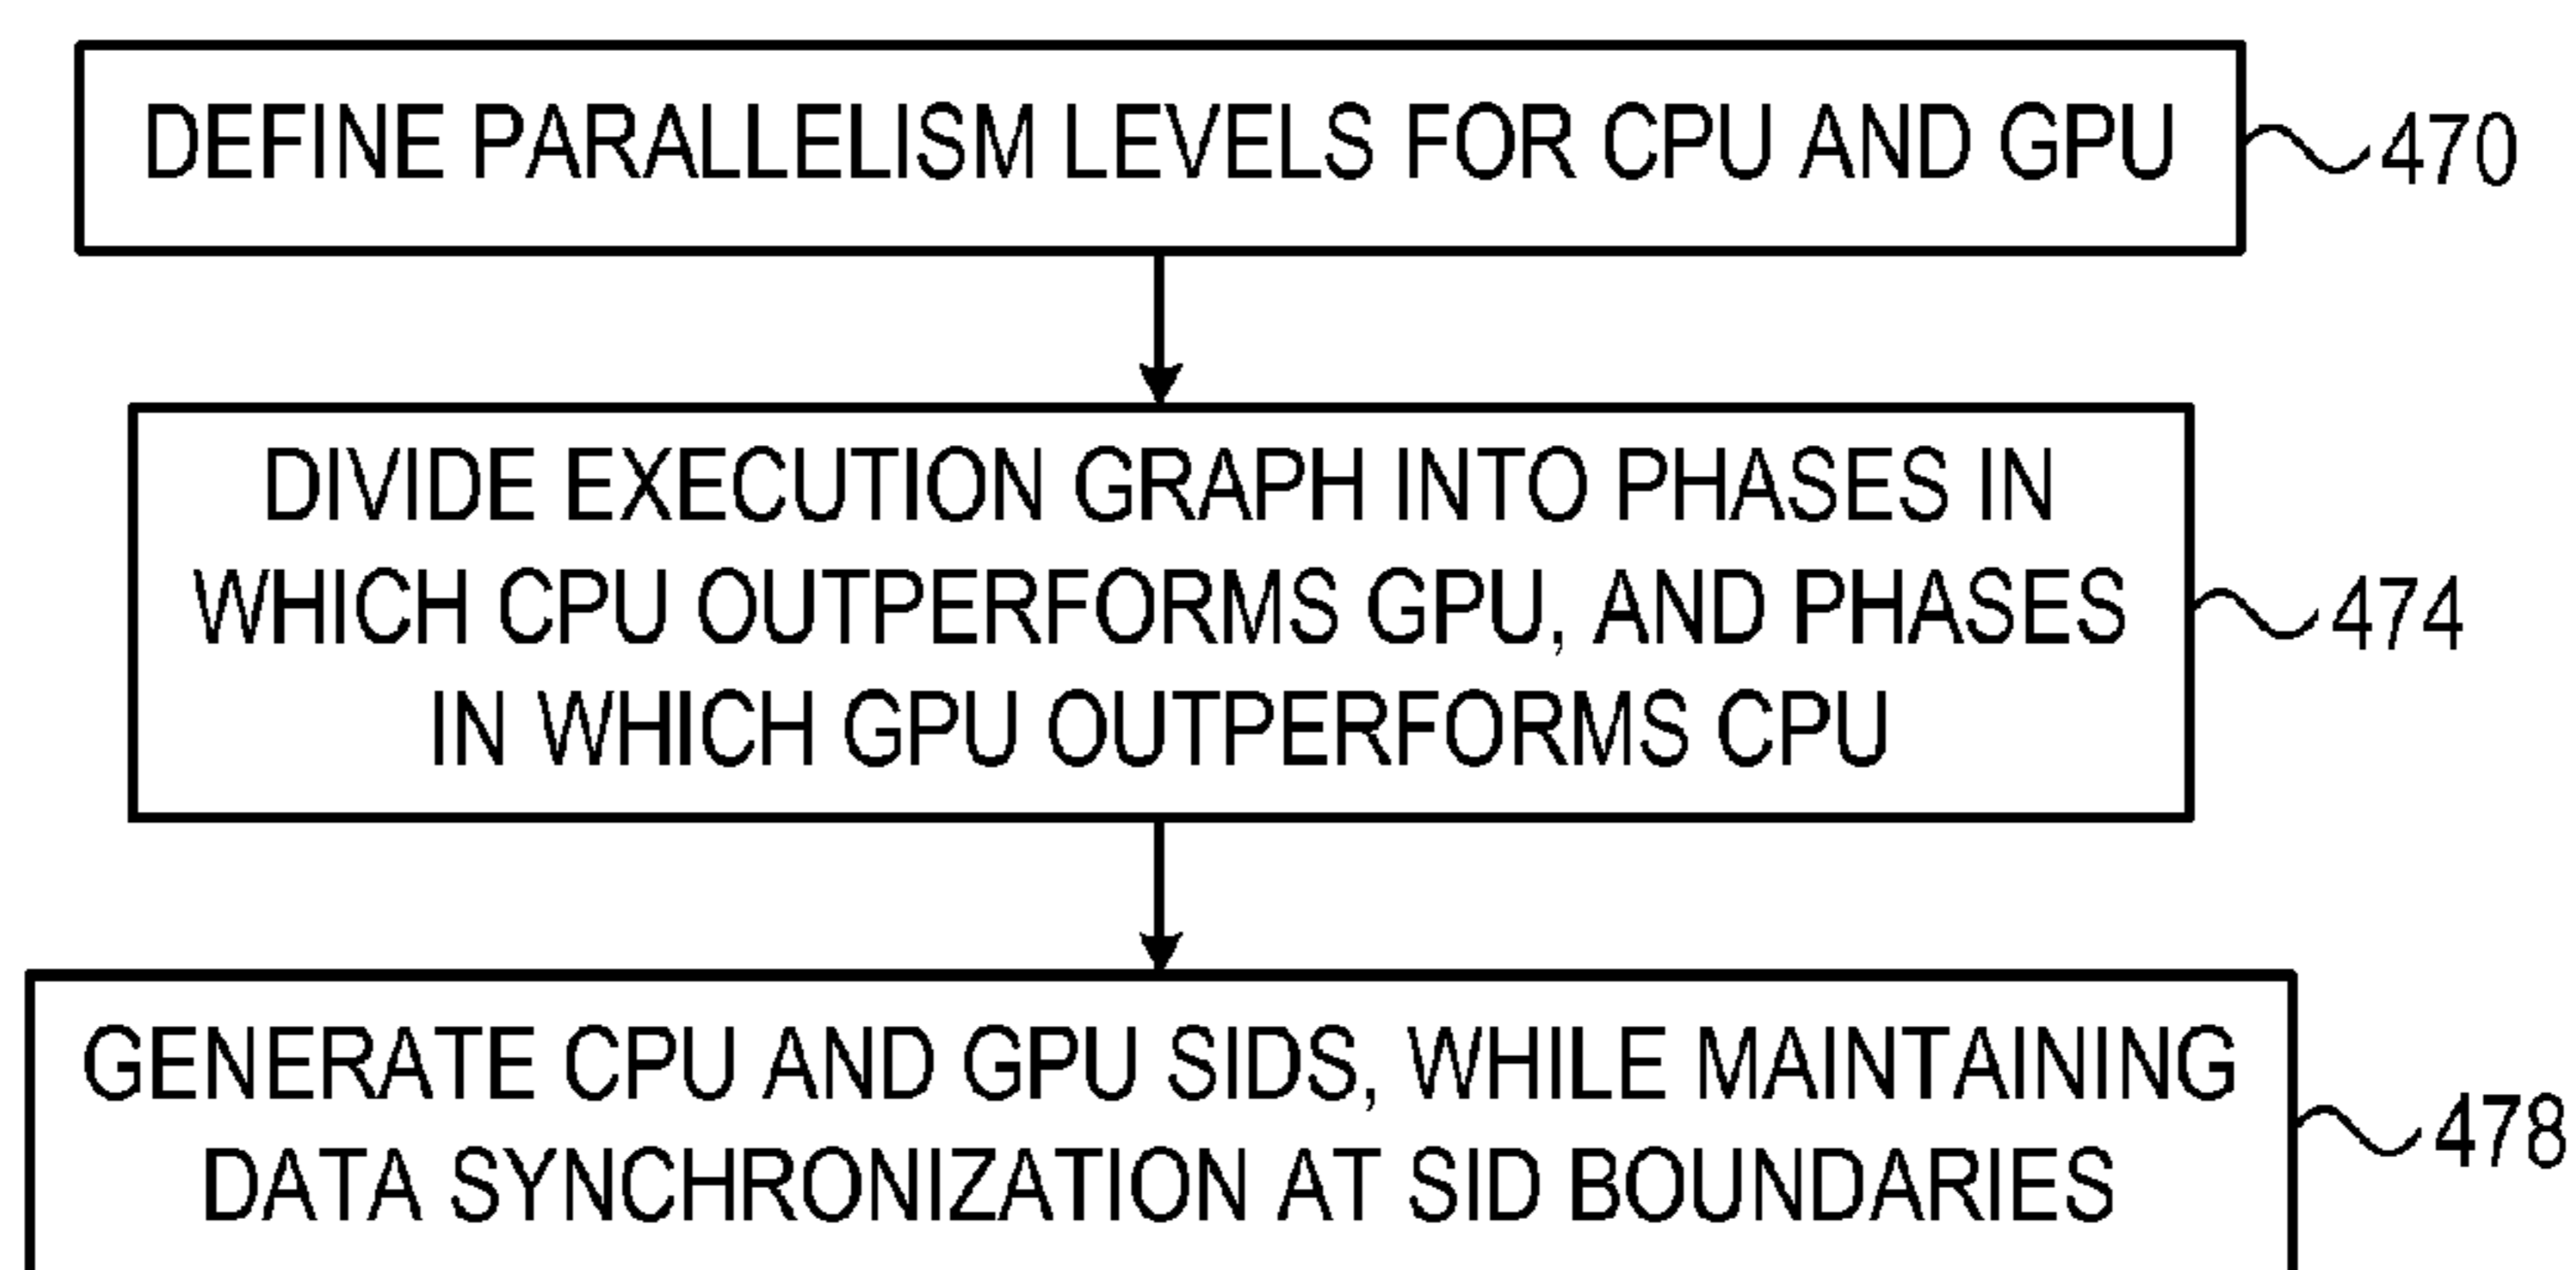 DEFINE PARALLELISM LEVELS FOR CPU AND GPU
470
DIVIDE EXECUTION GRAPH INTO PHASES IN
WHICH CPU OUTPERFORMS GPU, AND PHASES
IN WHICH GPU OUTPERFORMS CPU
474
GENERATE CPU AND GPU SIDS, WHILE MAINTAINING
DATA SYNCHRONIZATION AT SID BOUNDARIES
478